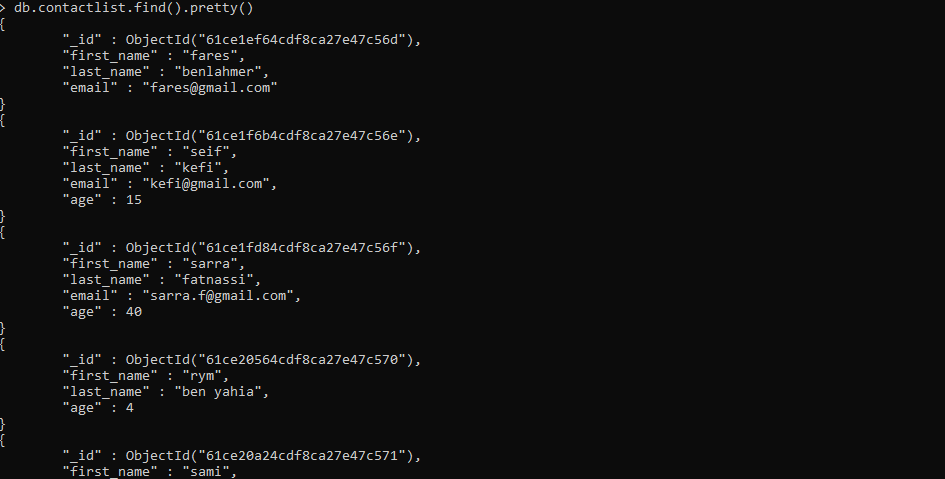 > db.contactlist.find().pretty()
{
"_id" : ObjectId("61ce1ef64cdf8ca27e47c56d"),
"first_name" : "fares",
"last_name" : "benlahmer",
"email" : "fares@gmail.com"
}
{
"_id" : ObjectId("61ce1f6b4cdf8ca27e47c56e"),
"first_name" : "seif",
"last_name" : "kefi",
"email" : "kefi@gmail.com",
"age" : 15
}
{
"_id" : ObjectId("61ce1fd84cdf8ca27e47c56f"),
"first_name" : "sarra",
"last_name" : "fatnassi",
"email" : "sarra.f@gmail.com",
"age" : 40
}
{
"_id" : ObjectId("61ce20564cdf8ca27e47c570"),
"first_name" : "rym",
"last_name" : "ben yahia",
"age" : 4
}
{
"_id" : ObjectId("61ce20a24cdf8ca27e47c571"),
"first_name" : "sami",